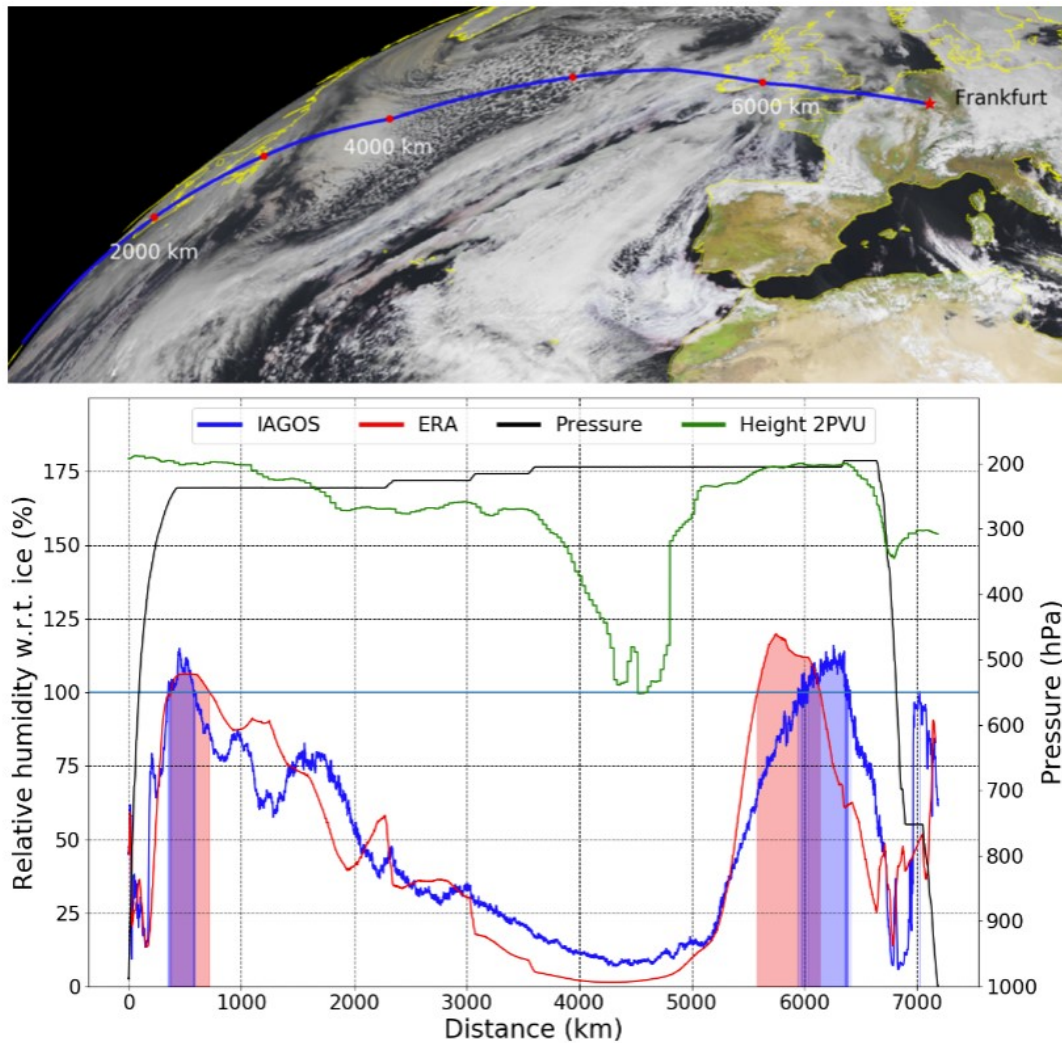 Frankfurt
6000 km
4000 km
2000 km
IAGOS ERA Pressure Height 2PVU
Relative humidity w.r.t. ice (%)
175
150
125
100
75
50
25
0
200
300
400
500
600
700
800
900
1000
Pressure (hPa)
0 1000 2000 3000 4000 5000 6000 7000
Distance (km)